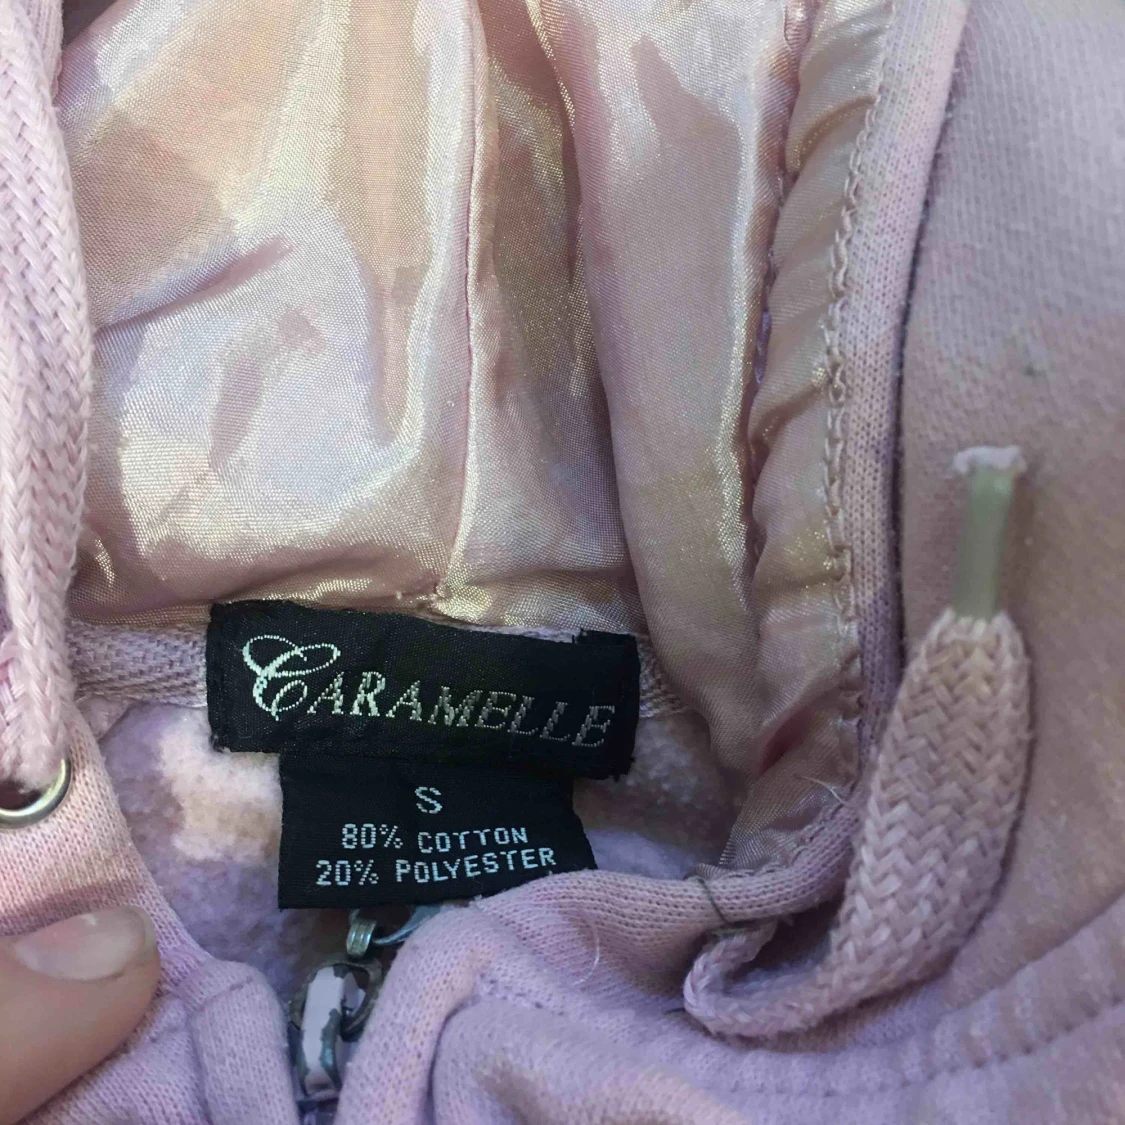 CARAMELLE
S
80% COTTON
20% POLYESTER